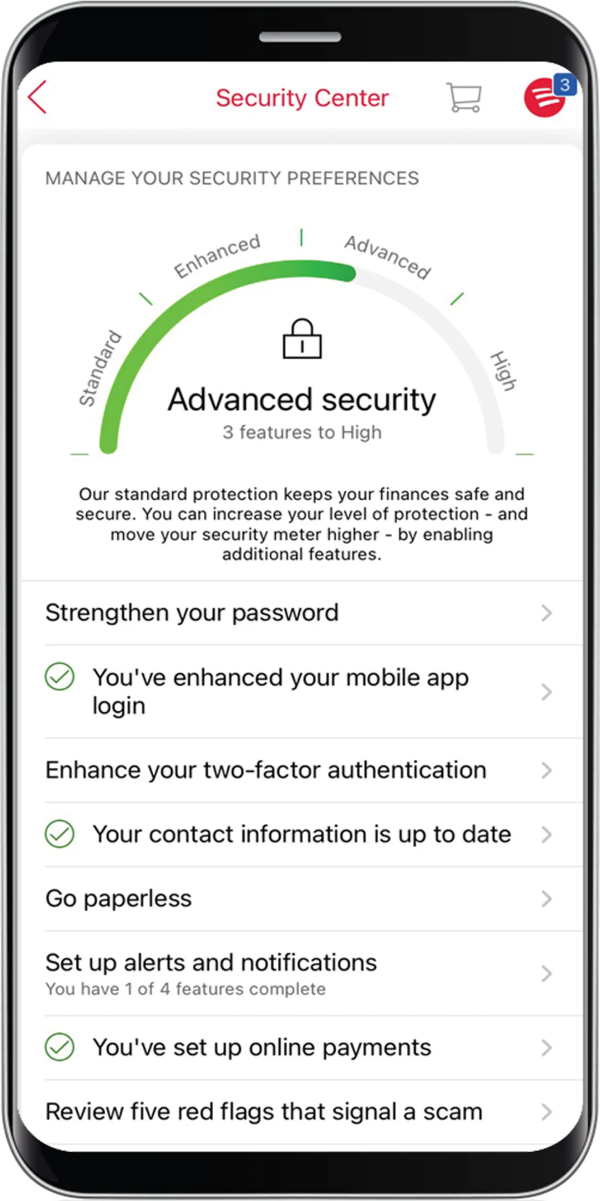 Security Center
3
MANAGE YOUR SECURITY PREFERENCES
Standard
Enhanced
Advanced
High
Advanced security
3 features to High
Our standard protection keeps your finances safe and
secure. You can increase your level of protection - and
move your security meter higher - by enabling
additional features.
Strengthen your password
You've enhanced your mobile app
login
Enhance your two-factor authentication
Your contact information is up to date
Go paperless
Set up alerts and notifications
You have 1 of 4 features complete
You've set up online payments
Review five red flags that signal a scam